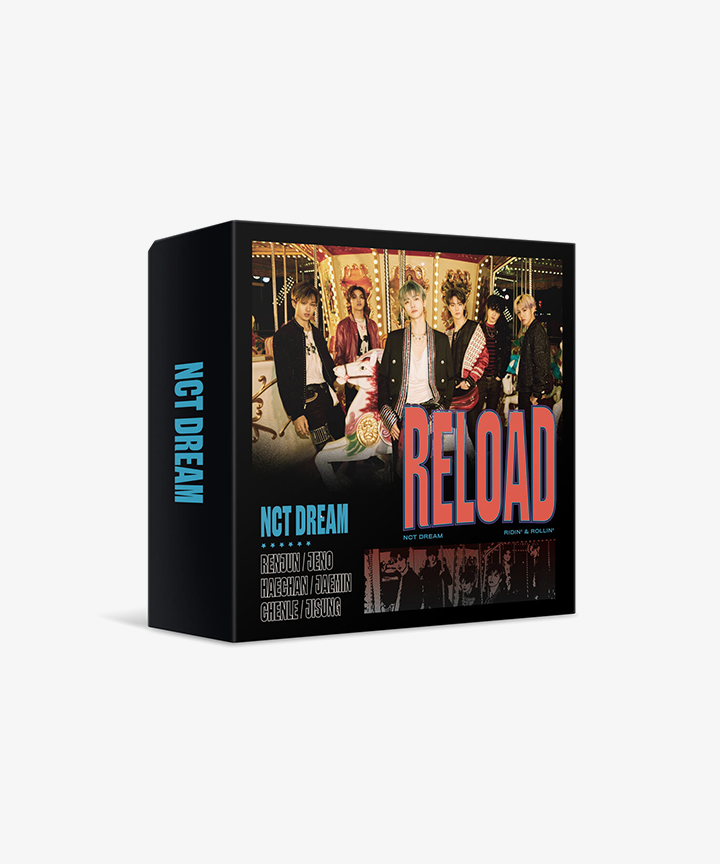 NCT DREAM
RELOAD
NCT DREAM RIDIN' & ROLLIN'
NCT DREAM
RENJUN / JENO
HAECHAN / JAEMIN
CHENLE / JISUNG